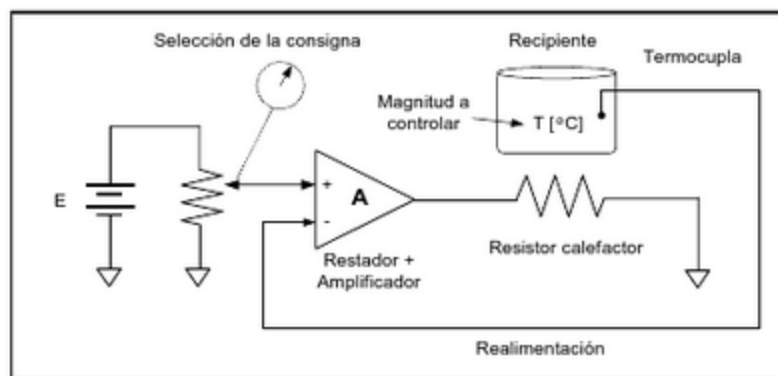 Selección de la consigna
Recipiente
Termocupla
Magnitud a
controlar
T [ºC]
E
+
A
-
Restador +
Amplificador
Resistor calefactor
Realimentación